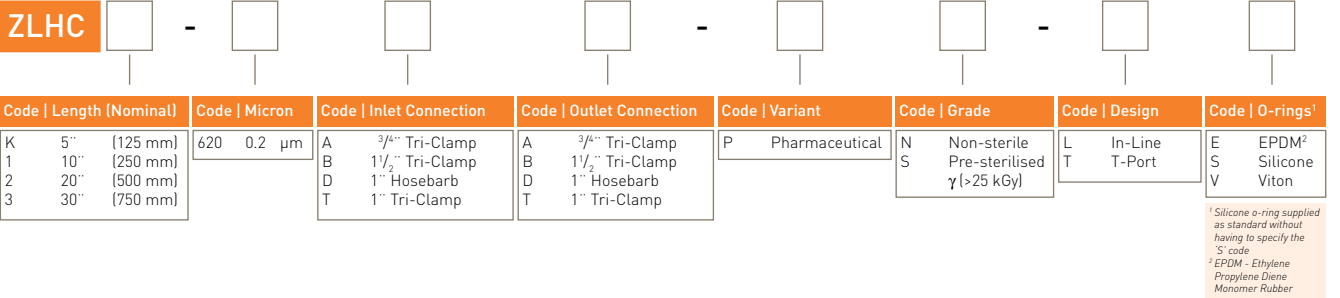 ZLHC - - -
Code | Length (Nominal) Code | Micron Code | Inlet Connection Code | Outlet Connection Code | Variant Code | Grade Code | Design Code | O-rings¹
K 5¨ (125 mm) 620 0.2 µm A ³/⁴¨ Tri-Clamp A ³/⁴¨ Tri-Clamp P Pharmaceutical N Non-sterile L In-Line E EPDM²
1 10¨ (250 mm) B 1¹/₂¨ Tri-Clamp B 1¹/₂¨ Tri-Clamp S Pre-sterilised T T-Port S Silicone
2 20¨ (500 mm) D 1¨ Hosebarb D 1¨ Hosebarb γ (>25 kGy) V Viton
3 30¨ (750 mm) T 1¨ Tri-Clamp T 1¨ Tri-Clamp
¹ Silicone o-ring supplied
as standard without
having to specify the
'S' code
² EPDM - Ethylene
Propylene Diene
Monomer Rubber